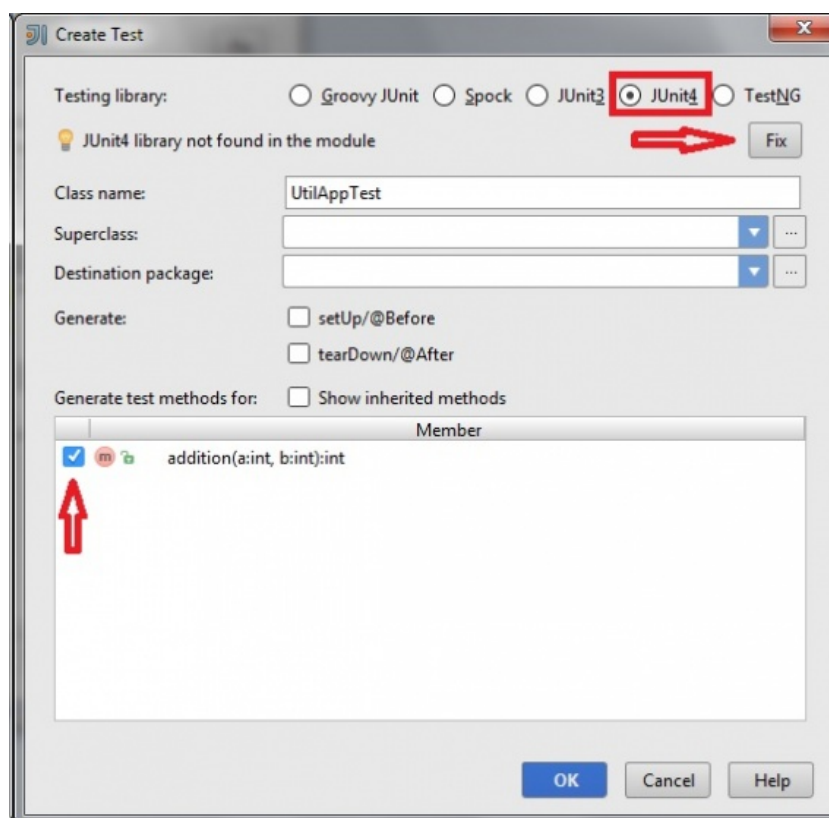 Create Test
Testing library: Groovy JUnit Spock JUnit3 JUnit4 TestNG
JUnit4 library not found in the module Fix
Class name: UtilAppTest
Superclass: ...
Destination package: ...
Generate: setUp/@Before
tearDown/@After
Generate test methods for: Show inherited methods
Member
m addition(a:int, b:int):int
OK Cancel Help